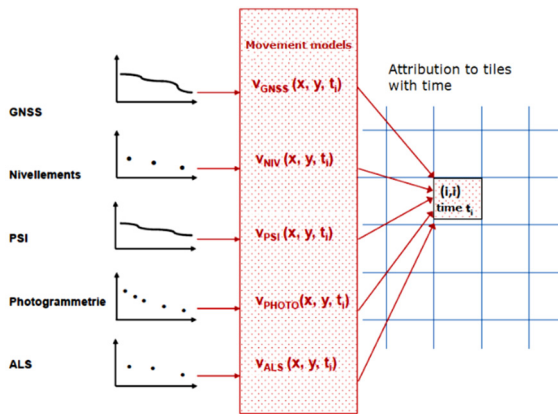 Movement models
Attribution to tiles
with time
GNSS
v_GNSS (x, y, t_i)
Nivellements
v_NIV (x, y, t_i)
(i,i)
time t_i
PSI
v_PSI (x, y, t_i)
Photogrammetrie
v_PHOTO (x, y, t_i)
ALS
v_ALS (x, y, t_i)